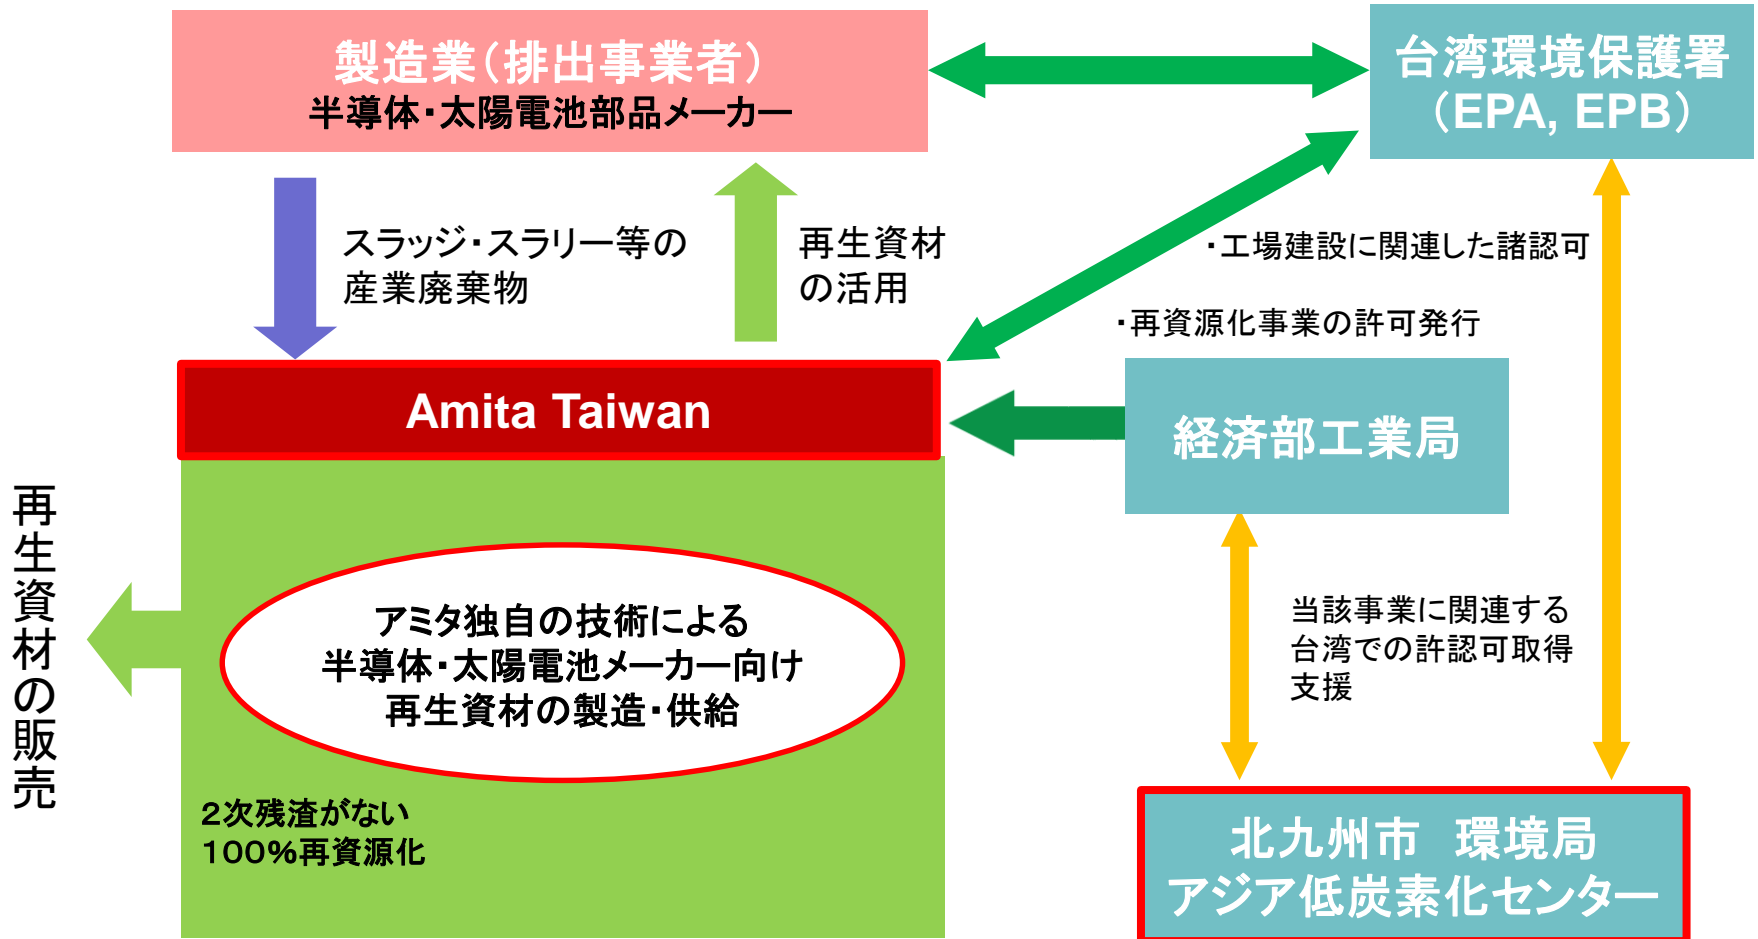 製造業（排出事業者）
半導体・太陽電池部品メーカー
台湾環境保護署
（EPA, EPB）
スラッジ・スラリー等の
産業廃棄物
再生資材
の活用
・工場建設に関連した諸認可
・再資源化事業の許可発行
Amita Taiwan
経済部工業局
再生資材の販売
アミタ独自の技術による
半導体・太陽電池メーカー向け
再生資材の製造・供給
当該事業に関連する
台湾での許認可取得
支援
２次残渣がない
１００％再資源化
北九州市　環境局
アジア低炭素化センター